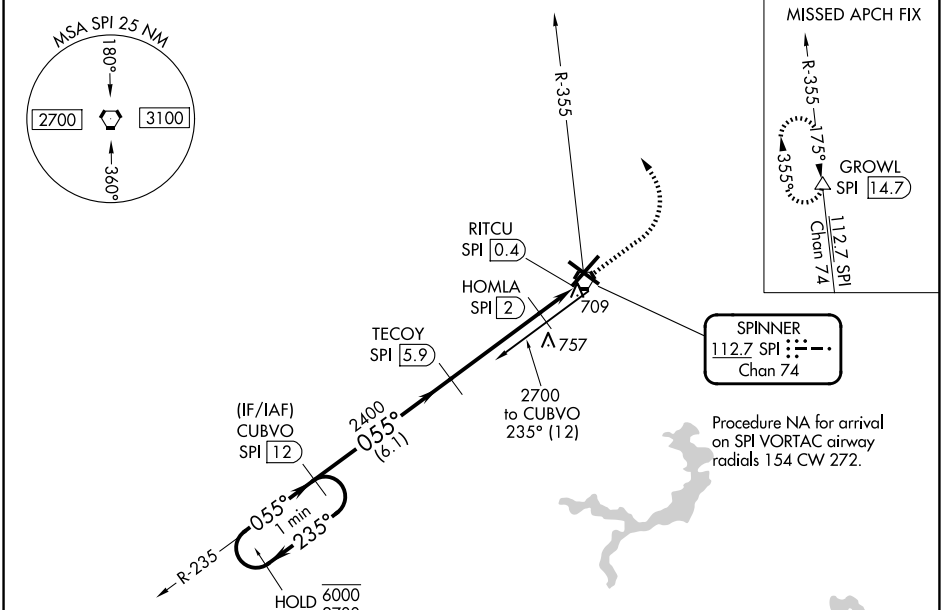 MSA SPI 25 NM
180°
2700
3100
360°
R-355
MISSED APCH FIX
R-355
175°
355°
GROWL
SPI 14.7
112.7 SPI
Chan 74
RITCU
SPI 0.4
HOMLA
SPI 2
709
757
TECOY
SPI 5.9
SPINNER
112.7 SPI
Chan 74
2700
to CUBVO
235° (12)
Procedure NA for arrival
on SPI VORTAC airway
radials 154 CW 272.
(IF/IAF)
CUBVO
SPI 12
2400
055°
(6.1)
055°
1 min
235°
R-235
HOLD 6000